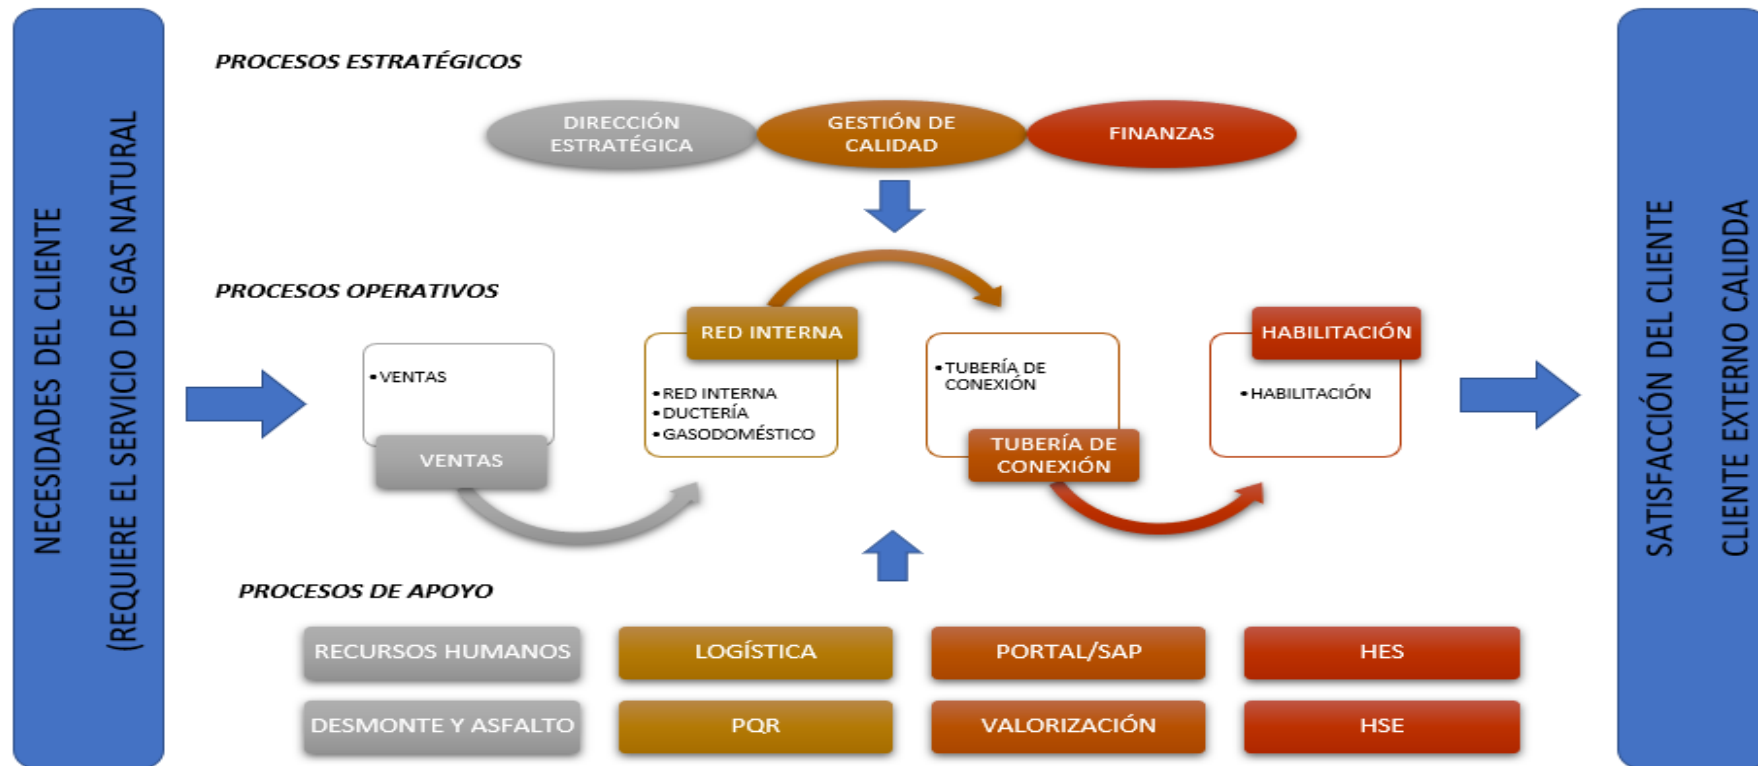 NECESIDADES DEL CLIENTE
(REQUIERE EL SERVICIO DE GAS NATURAL
PROCESOS ESTRATÉGICOS
DIRECCIÓN
ESTRATÉGICA
GESTIÓN DE
CALIDAD
FINANZAS
PROCESOS OPERATIVOS
•VENTAS
VENTAS
RED INTERNA
•RED INTERNA
•DUCTERÍA
•GASODOMÉSTICO
•TUBERÍA DE
CONEXIÓN
TUBERÍA DE
CONEXIÓN
HABILITACIÓN
•HABILITACIÓN
PROCESOS DE APOYO
RECURSOS HUMANOS
LOGÍSTICA
PORTAL/SAP
HES
DESMONTE Y ASFALTO
PQR
VALORIZACIÓN
HSE
SATISFACCIÓN DEL CLIENTE
CLIENTE EXTERNO CALIDDA